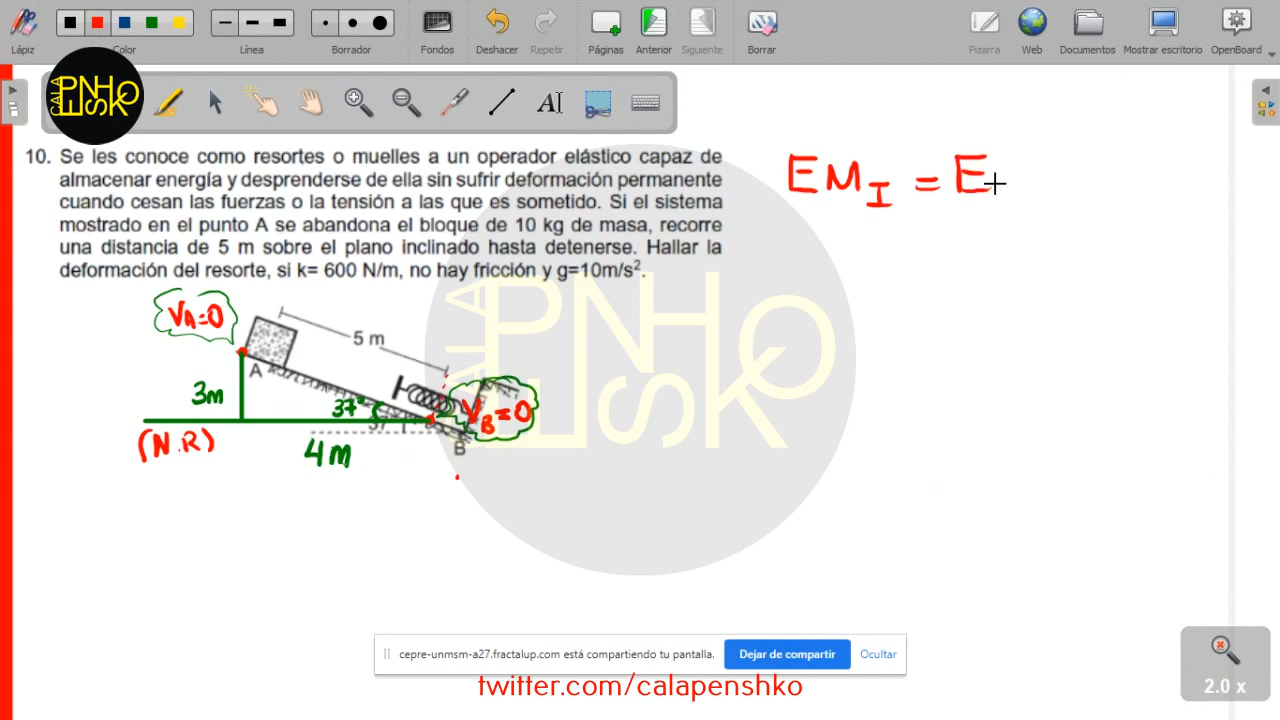 Lápiz Color Línea Borrador Fondos Deshacer Repetir Páginas Anterior Siguiente Borrar Pizarra Web Documentos Mostrar escritorio OpenBoard
CALA PENSHKO
10. Se les conoce como resortes o muelles a un operador elástico capaz de
almacenar energía y desprenderse de ella sin sufrir deformación permanente
cuando cesan las fuerzas o la tensión a las que es sometido. Si el sistema
mostrado en el punto A se abandona el bloque de 10 kg de masa, recorre
una distancia de 5 m sobre el plano inclinado hasta detenerse. Hallar la
deformación del resorte, si k= 600 N/m, no hay fricción y g=10m/s².
EM_I = E
V_A=0
5 m
A
3m
37°
37°
V_B=0
(N.R)
4m
B
CALA PENSHKO
cepre-unmsm-a27.fractalup.com está compartiendo tu pantalla. Dejar de compartir Ocultar
2.0 x
twitter.com/calapenshko